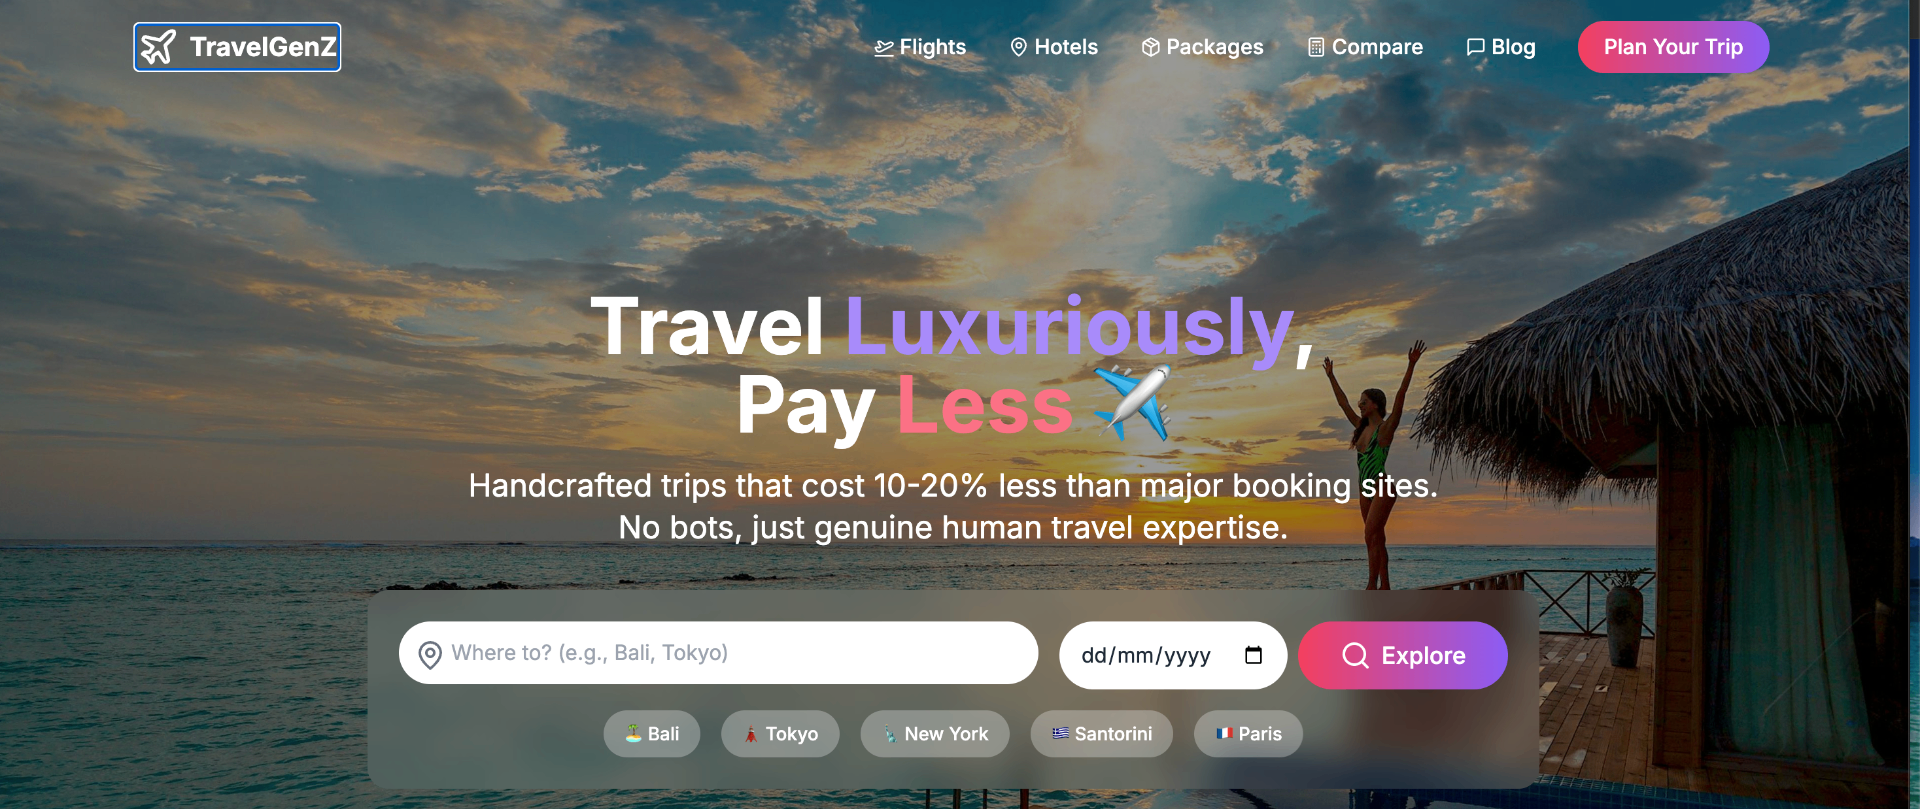 TravelGenZ
Flights
Hotels
Packages
Compare
Blog
Plan Your Trip
Travel Luxuriously,
Pay Less ✈️
Handcrafted trips that cost 10-20% less than major booking sites.
No bots, just genuine human travel expertise.
Where to? (e.g., Bali, Tokyo)
dd/mm/yyyy
Explore
🏝️ Bali
🗼 Tokyo
🗽 New York
🇬🇷 Santorini
🇫🇷 Paris